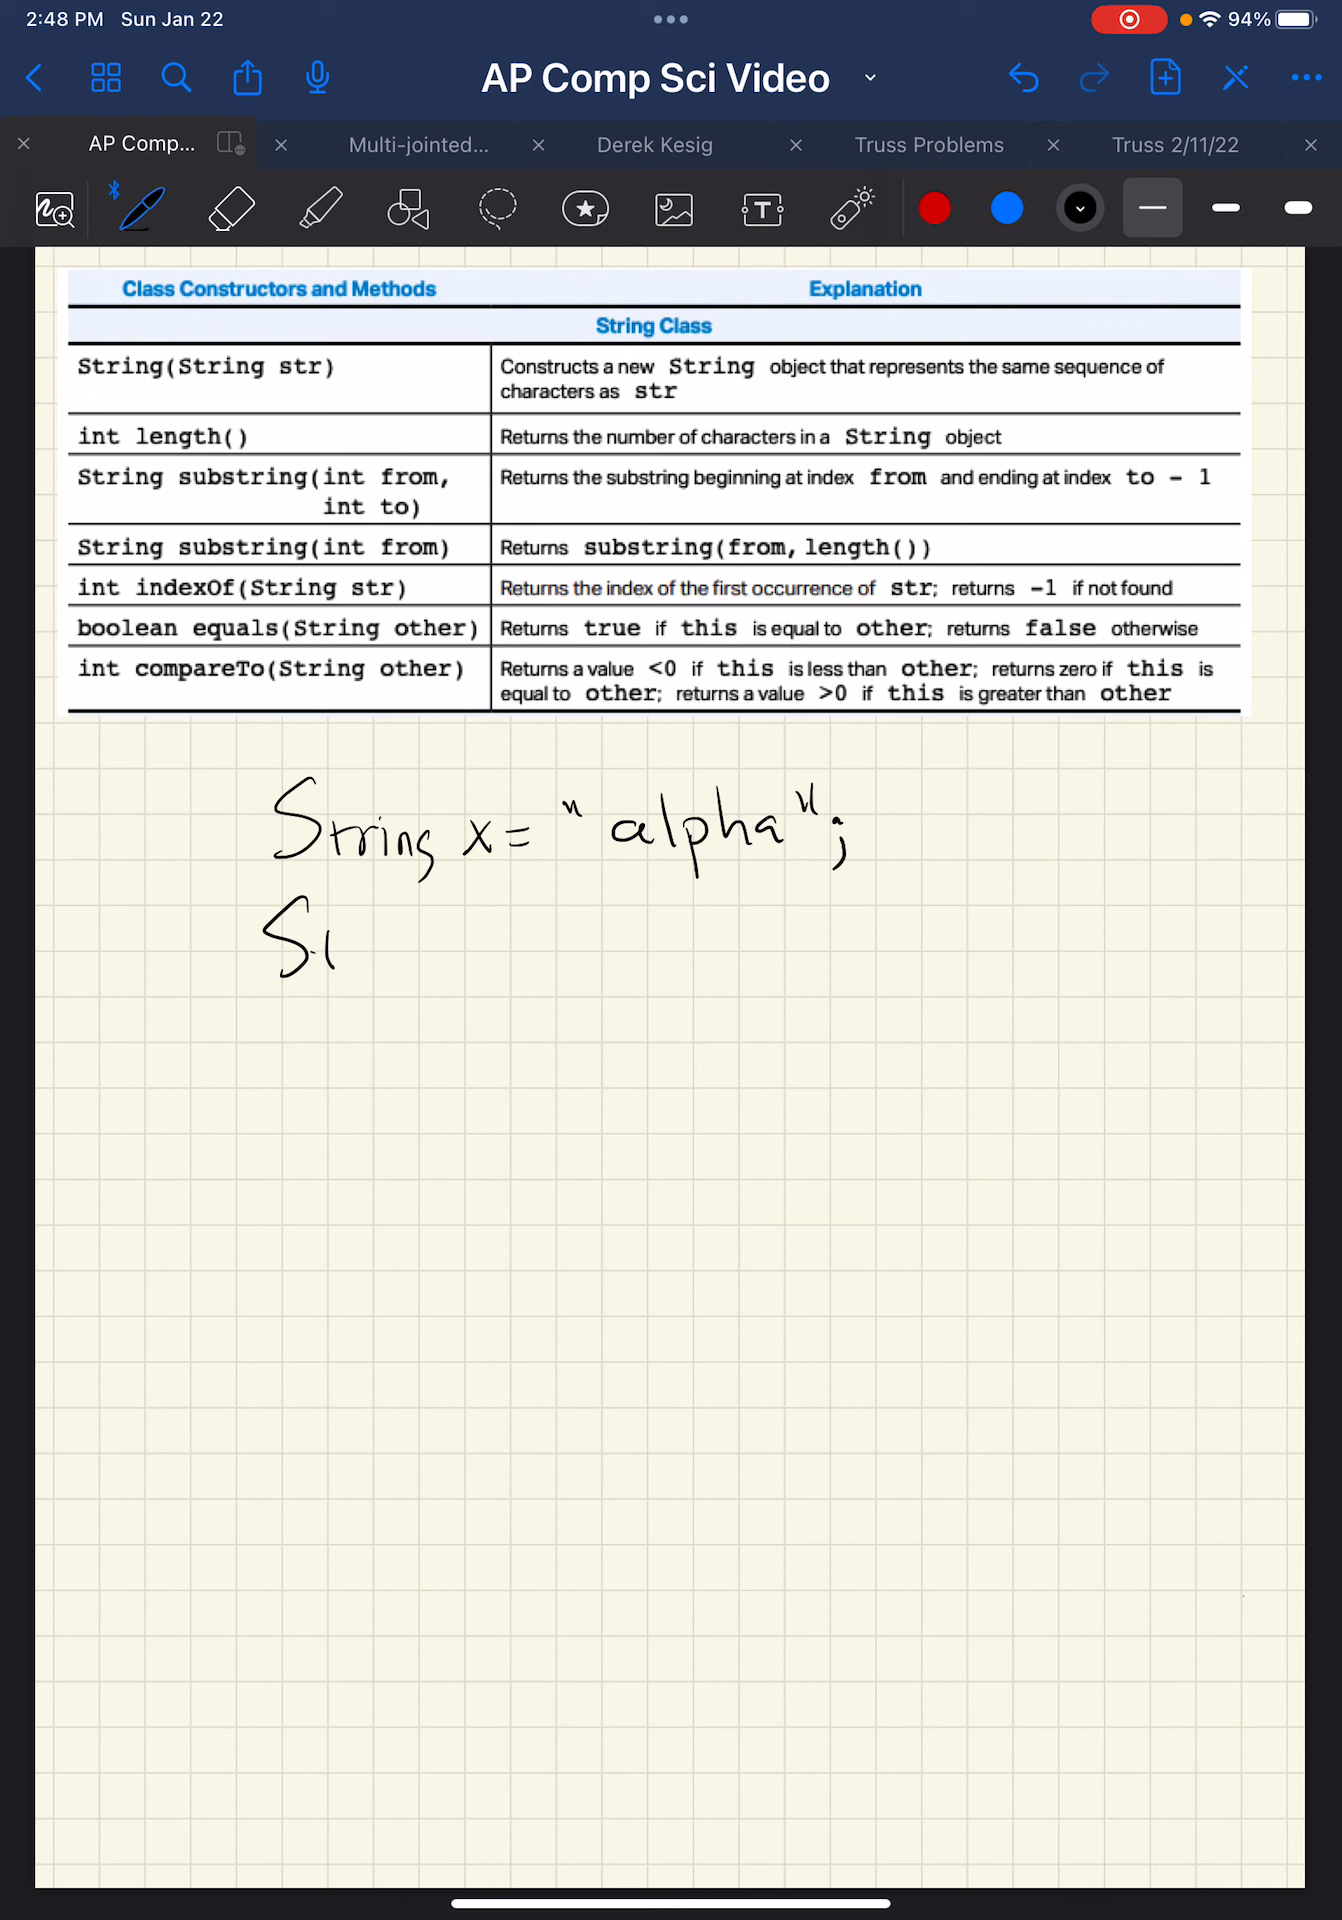 2:48 PM Sun Jan 22
94%
AP Comp Sci Video
AP Comp...
Multi-jointed...
Derek Kesig
Truss Problems
Truss 2/11/22
Class Constructors and Methods Explanation
String Class
String(String str) Constructs a new String object that represents the same sequence of
characters as str
int length() Returns the number of characters in a String object
String substring(int from, Returns the substring beginning at index from and ending at index to - 1
int to)
String substring(int from) Returns substring(from, length())
int indexOf(String str) Returns the index of the first occurrence of str; returns -1 if not found
boolean equals(String other) Returns true if this is equal to other; returns false otherwise
int compareTo(String other) Returns a value <0 if this is less than other; returns zero if this is
equal to other; returns a value >0 if this is greater than other
String x = "alpha";